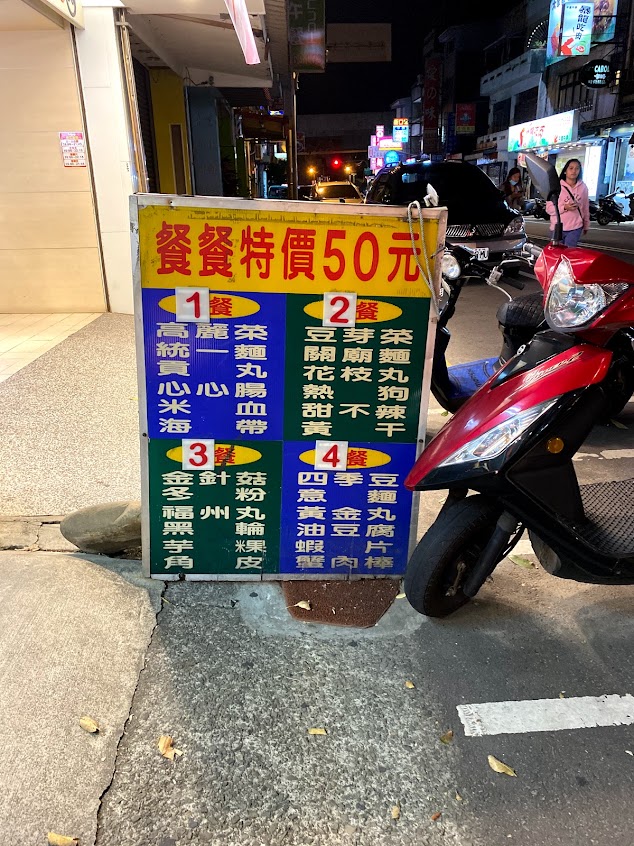 餐餐特價50元
1餐
高麗菜
統一麵
貢丸
心心腸
米血
海帶
2餐
豆芽菜
關廟麵
花枝丸
熱狗
甜不辣
黃干
3餐
金針菇
冬粉
福州丸
黑輪
芋粿
角皮
4餐
四季豆
意麵
黃金丸
油豆腐
蝦片
蟹肉棒